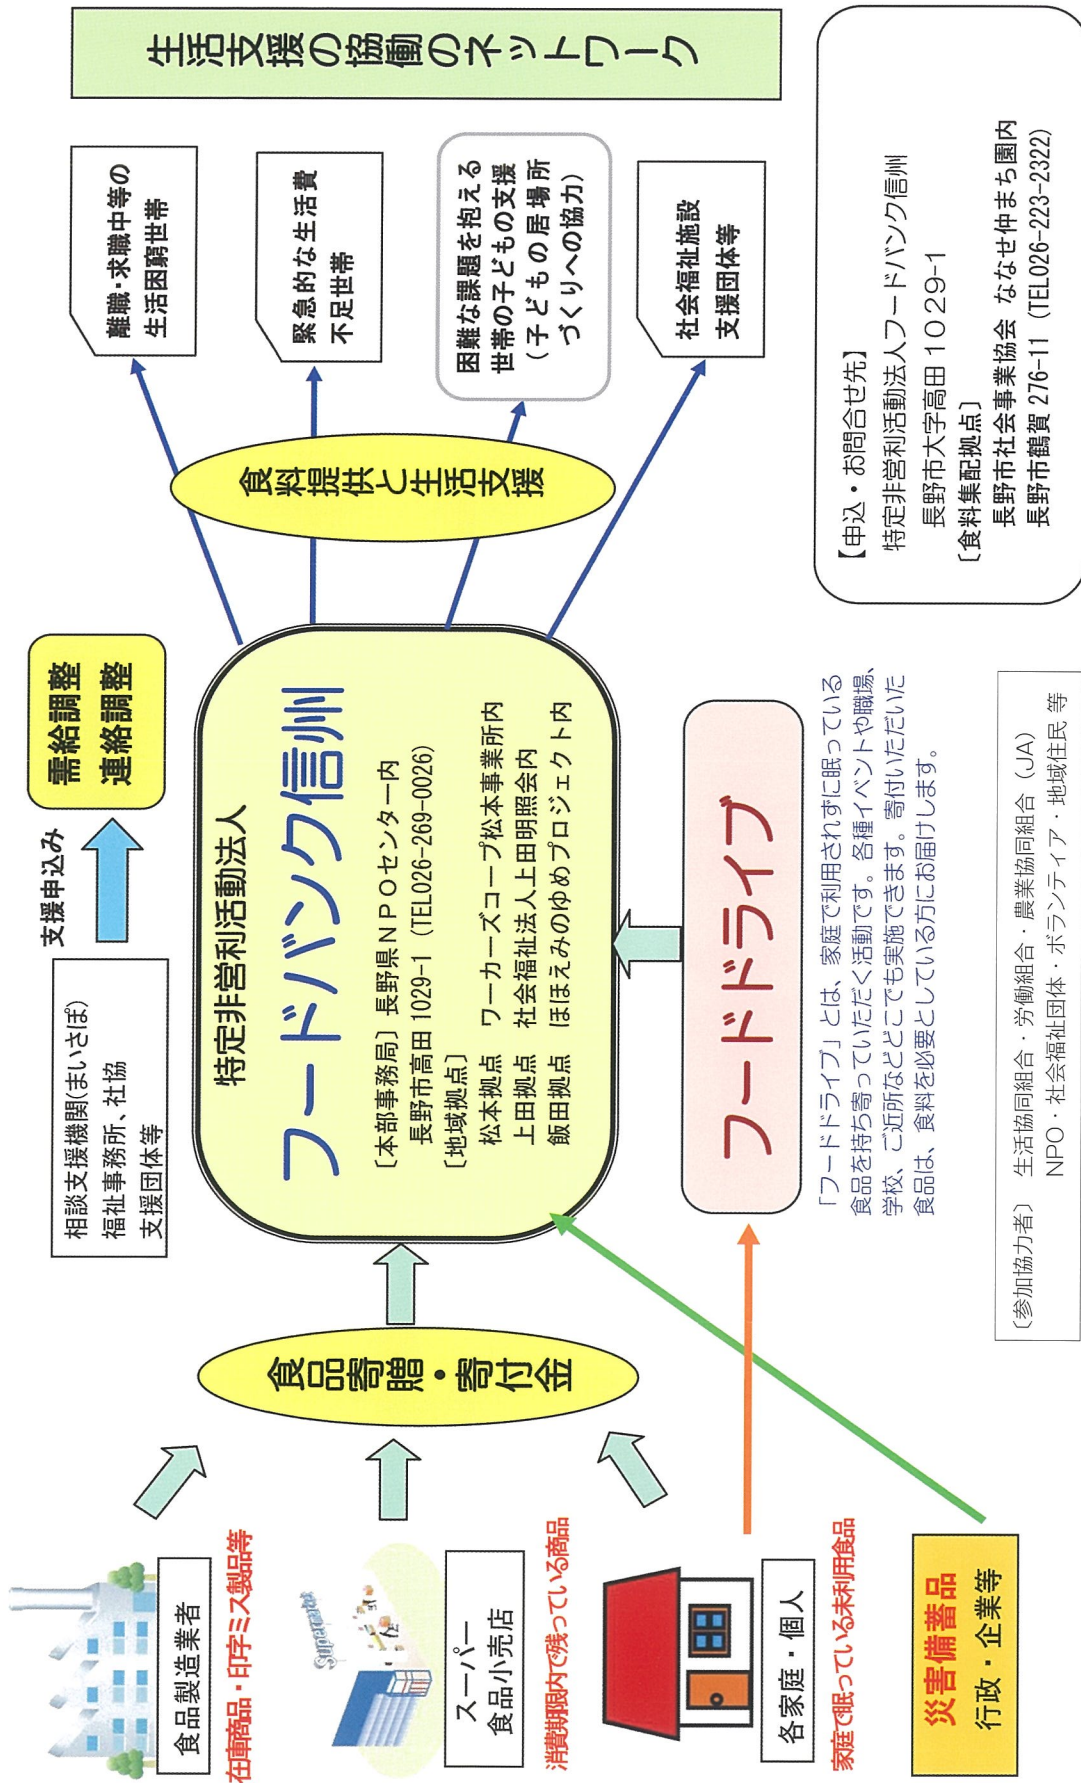 生活支援の協働のネットワーク
相談支援機関(まいさぽ)
福祉事務所、社協
支援団体等
支援申込み
需給調整
連絡調整
食品製造業者
在庫商品・印字ミス製品等
Supermarket
スーパー
食品小売店
消費期限内で残っている商品
各家庭・個人
家庭で眠っている未利用食品
災害備蓄品
行政・企業等
食品寄贈・寄付金
特定非営利活動法人
フードバンク信州
〔本部事務局〕長野県NPOセンター内
長野市高田 1029-1 (TEL026-269-0026)
〔地域拠点〕
松本拠点 ワーカーズコープ松本事業所内
上田拠点 社会福祉法人上田明照会内
飯田拠点 ほほえみのゆめプロジェクト内
食料提供と生活支援
離職・求職中等の
生活困窮世帯
緊急的な生活費
不足世帯
困難な課題を抱える
世帯の子どもの支援
(子どもの居場所
づくりへの協力)
社会福祉施設
支援団体等
フードドライブ
「フードドライブ」とは、家庭で利用されずに眠っている
食品を持ち寄っていただく活動です。各種イベントや職場、
学校、ご近所などどこでも実施できます。寄付いただいた
食品は、食料を必要としている方にお届けします。
〔参加協力者〕 生活協同組合・労働組合・農業協同組合(JA)
NPO・社会福祉団体・ボランティア・地域住民 等
【申込・お問合せ先】
特定非営利活動法人フードバンク信州
長野市大字高田 1029-1
〔食料集配拠点〕
長野市社会事業協会 ななせ仲まち園内
長野市鶴賀 276-11 (TEL026-223-2322)